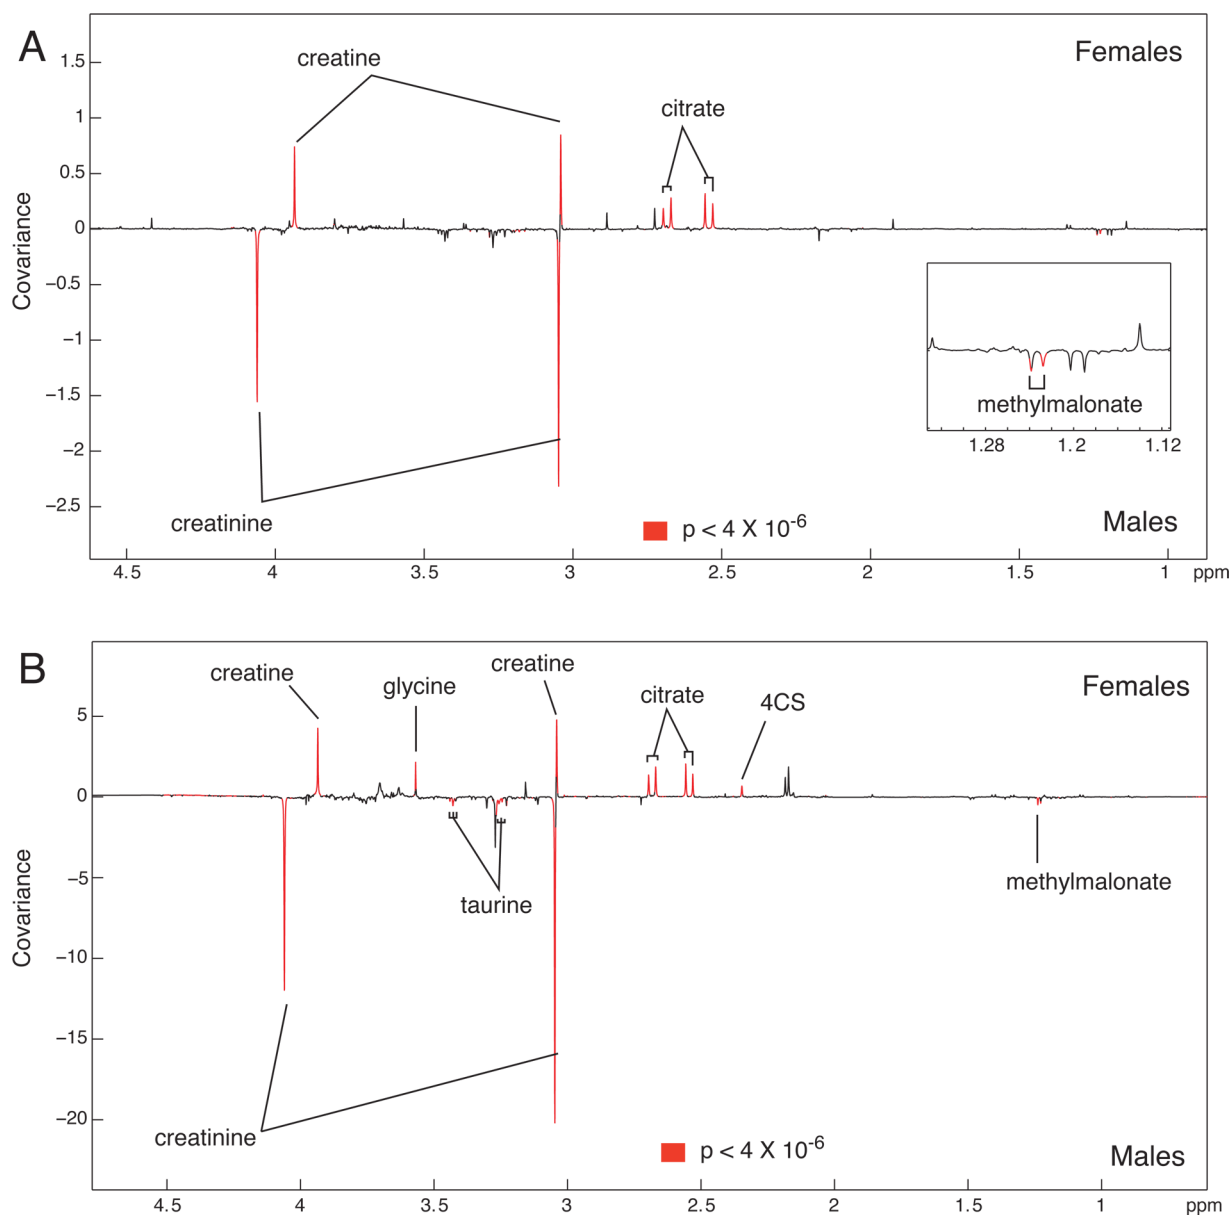 A
Females
creatine
citrate
1.5
1
0.5
0
−0.5
−1
−1.5
−2
−2.5
Covariance
methylmalonate
1.28
1.2
1.12
creatinine
p < 4 X 10-6
Males
4.5
4
3.5
3
2.5
2
1.5
1
ppm
B
Females
creatine
glycine
creatine
citrate
4CS
5
0
−5
−10
−15
−20
Covariance
taurine
methylmalonate
creatinine
p < 4 X 10-6
Males
4.5
4
3.5
3
2.5
2
1.5
1
ppm